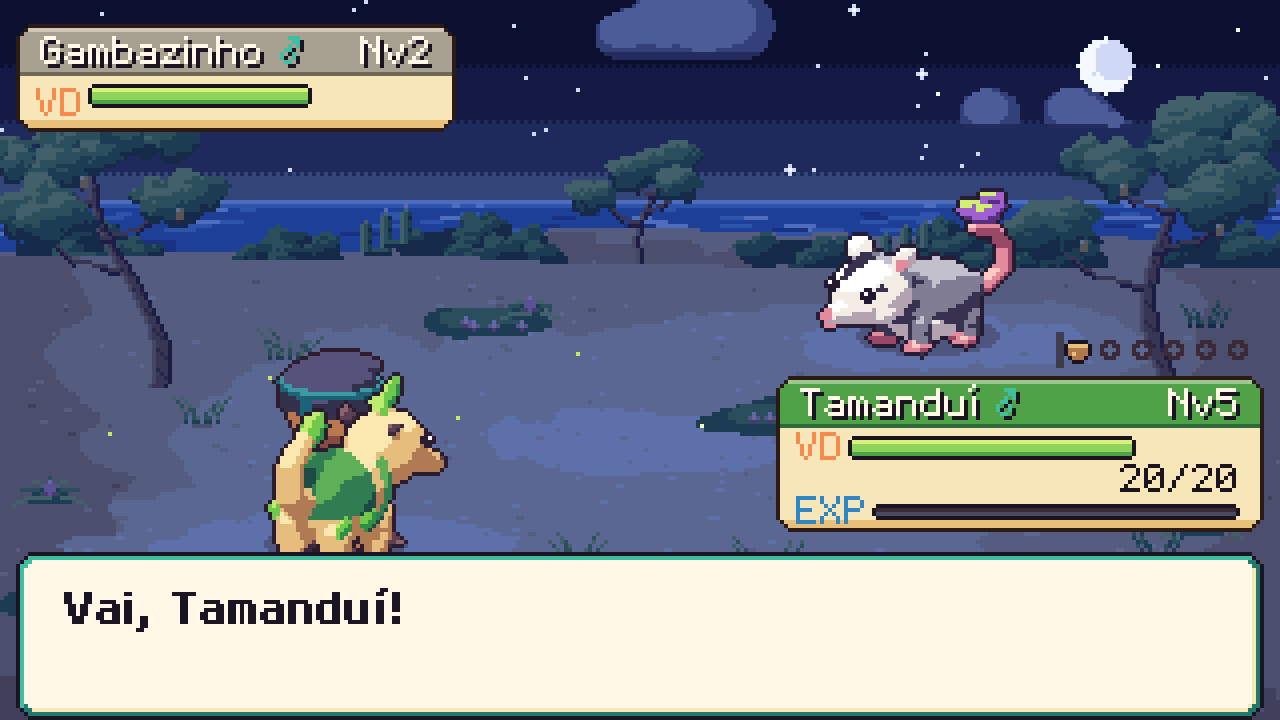 Gambazinho ♂ Nv2
VD
Tamanduí ♂ Nv5
VD
20/20
EXP
Vai, Tamanduí!